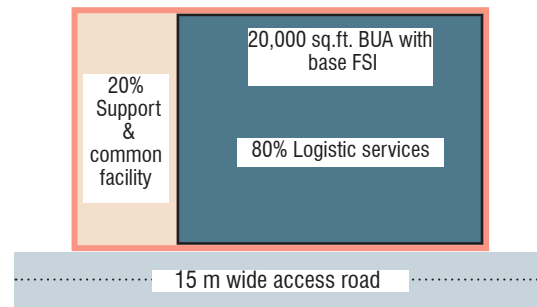 20,000 sq.ft. BUA with
base FSI
20%
Support
&
common
facility
80% Logistic services
15 m wide access road